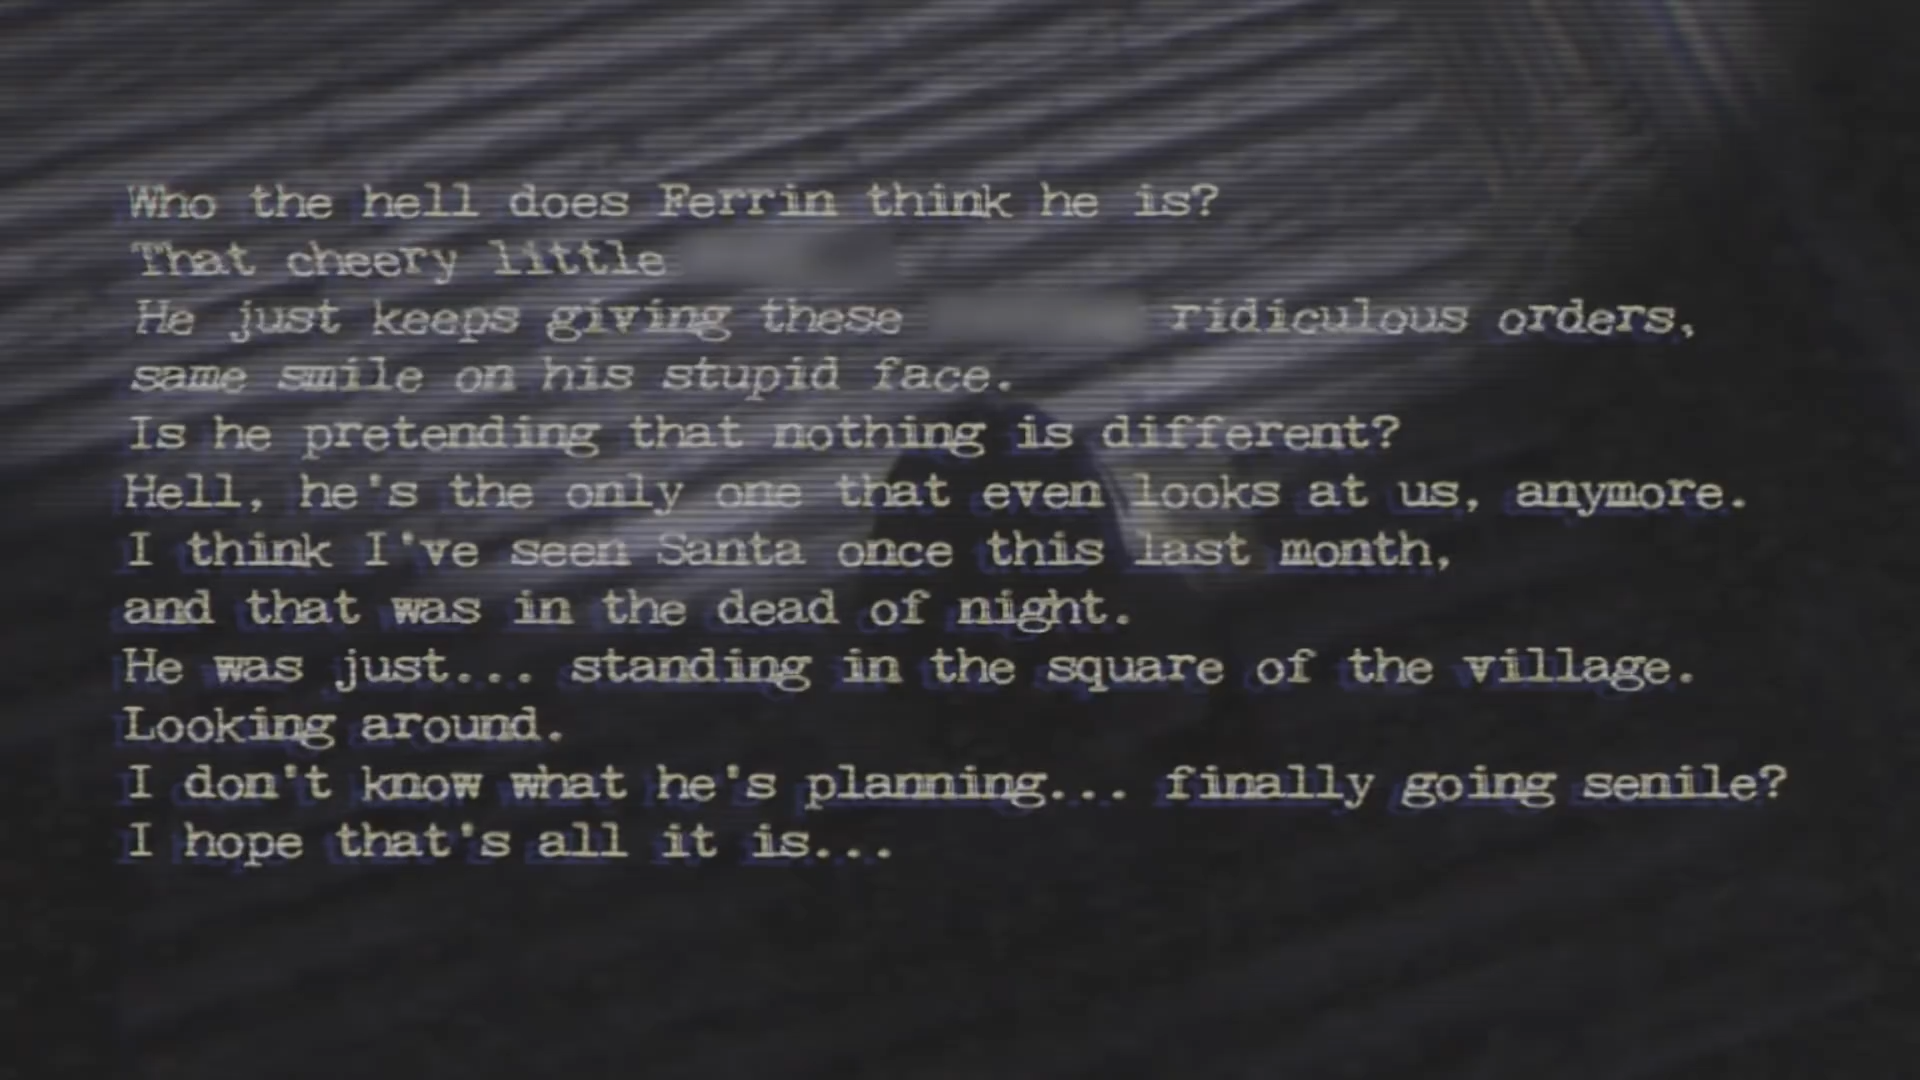 Who the hell does Ferrin think he is?
That cheery little
He just keeps giving these ridiculous orders,
same smile on his stupid face.
Is he pretending that nothing is different?
Hell, he's the only one that even looks at us, anymore.
I think I've seen Santa once this last month,
and that was in the dead of night.
He was just... standing in the square of the village.
Looking around.
I don't know what he's planning... finally going senile?
I hope that's all it is...